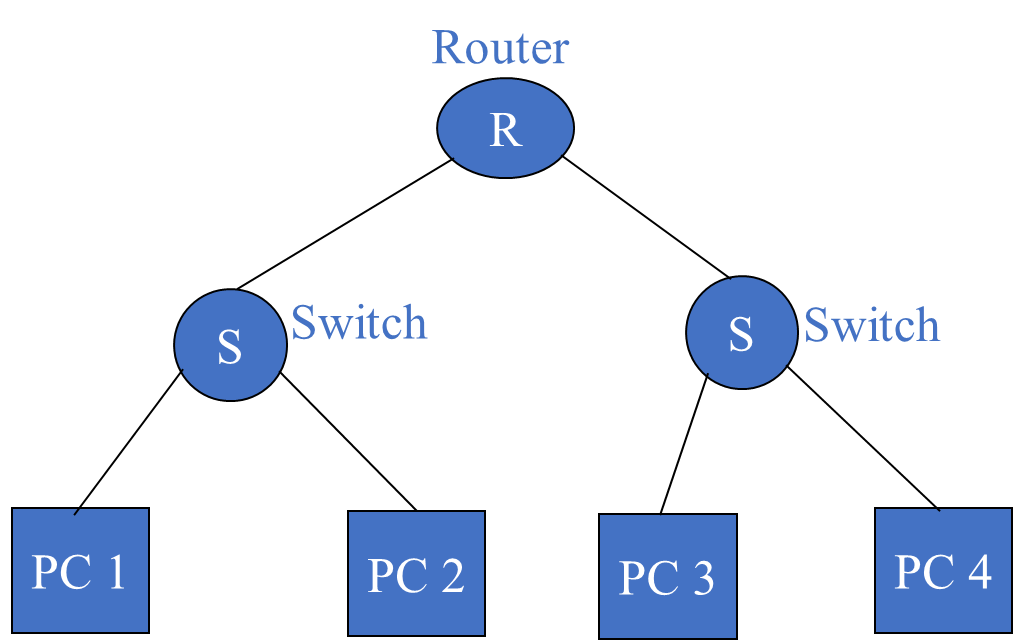 Router
R
S
Switch
S
Switch
PC 1
PC 2
PC 3
PC 4